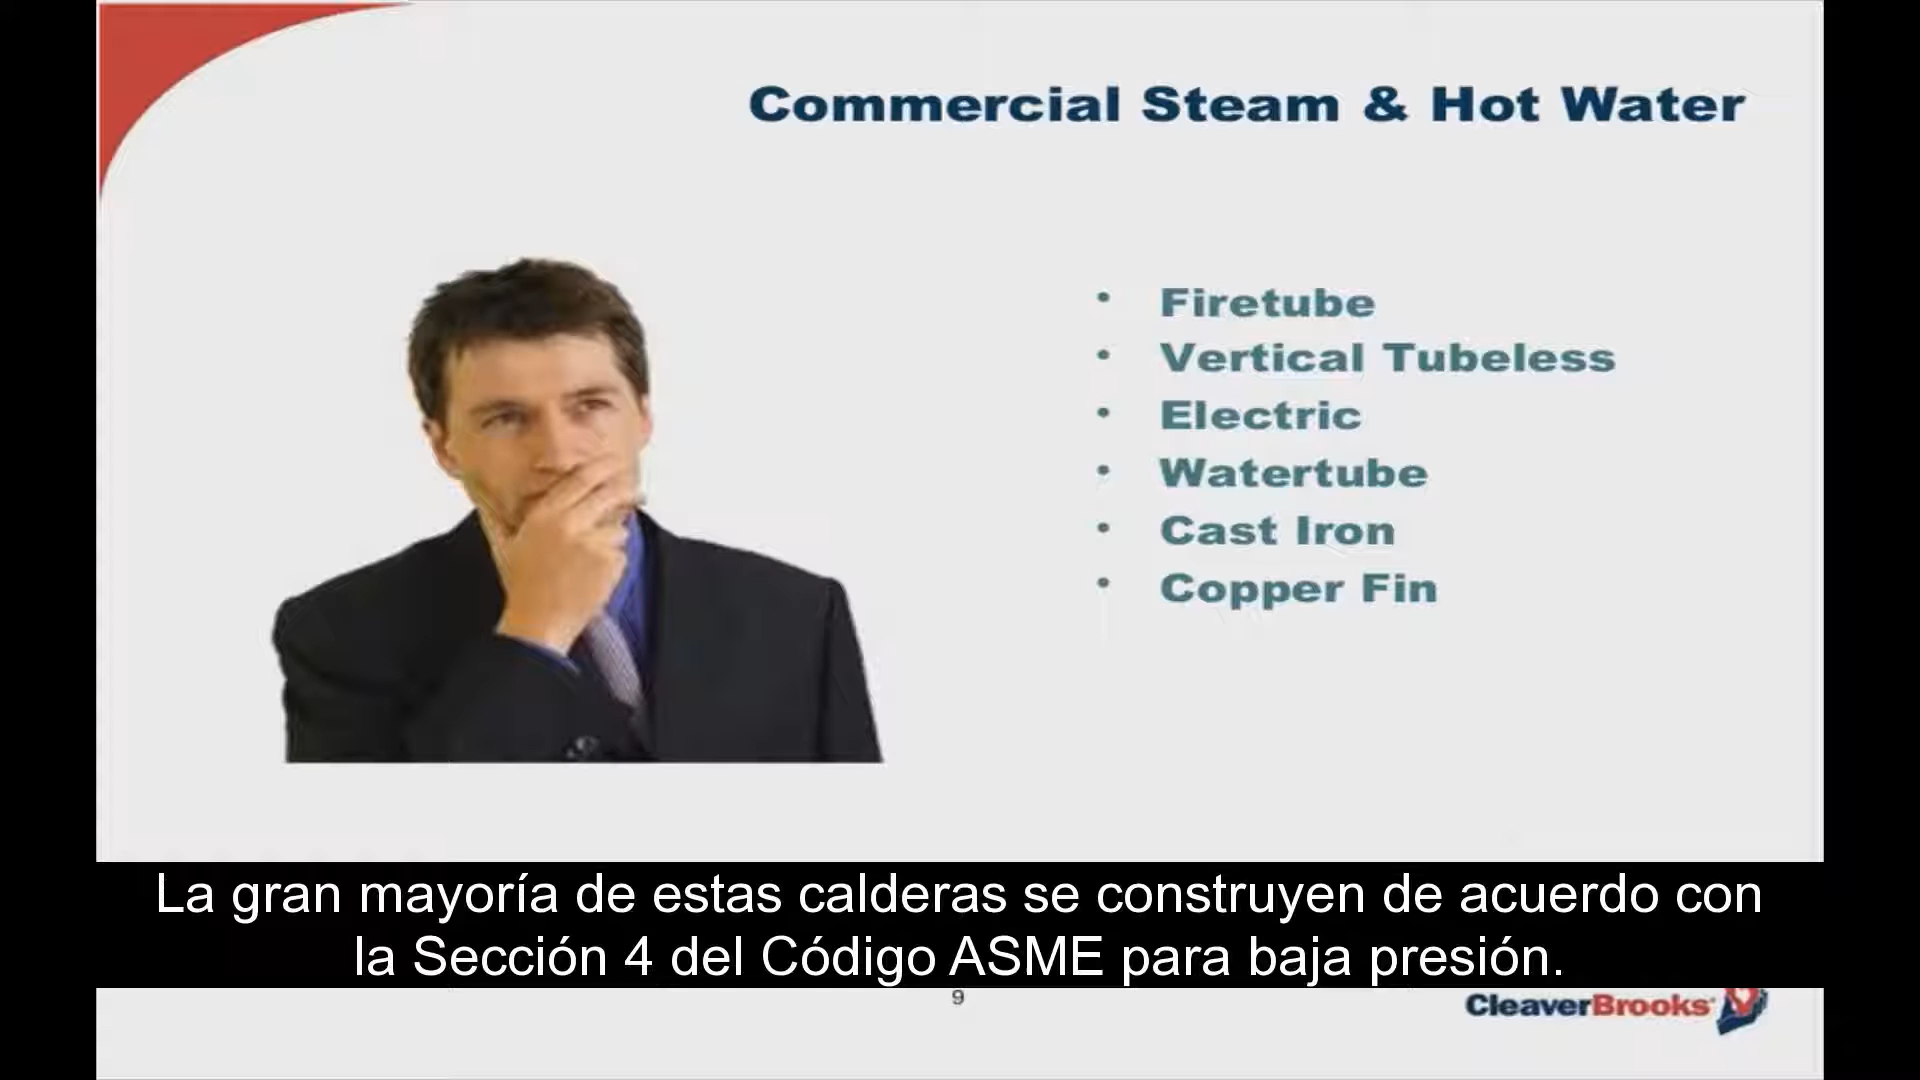 Commercial Steam & Hot Water
• Firetube
• Vertical Tubeless
• Electric
• Watertube
• Cast Iron
• Copper Fin
La gran mayoría de estas calderas se construyen de acuerdo con
la Sección 4 del Código ASME para baja presión.
9
CleaverBrooks